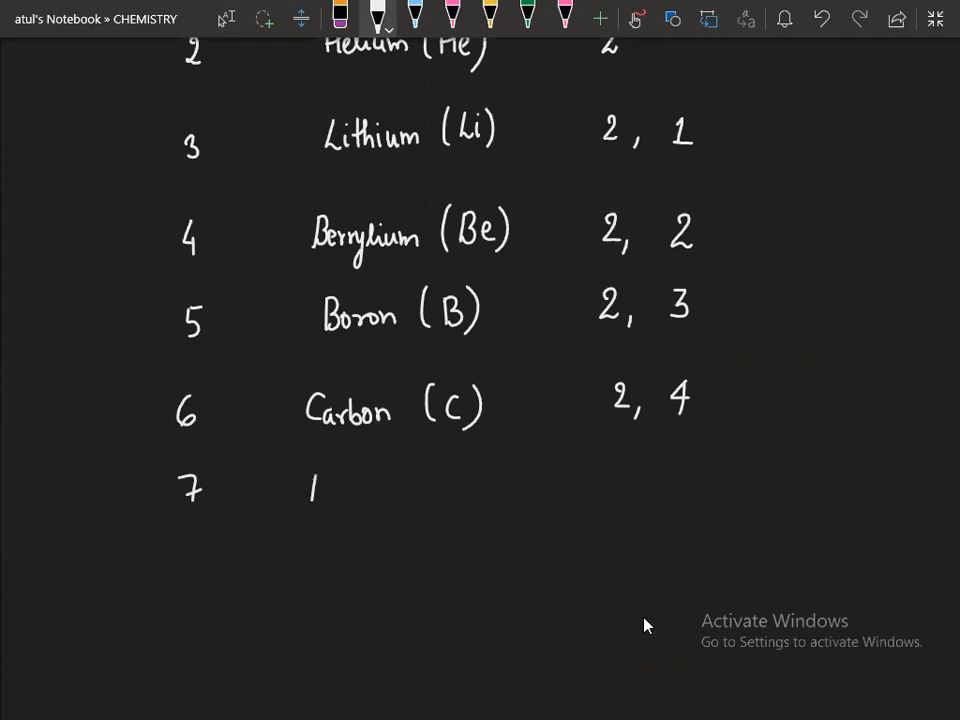 atul's Notebook » CHEMISTRY
2 Helium (He) 2
3 Lithium (Li) 2, 1
4 Berrylium (Be) 2, 2
5 Boron (B) 2, 3
6 Carbon (C) 2, 4
7 |
Activate Windows
Go to Settings to activate Windows.